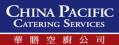 CHINA PACIFIC
CATERING SERVICES
華膳空廚公司